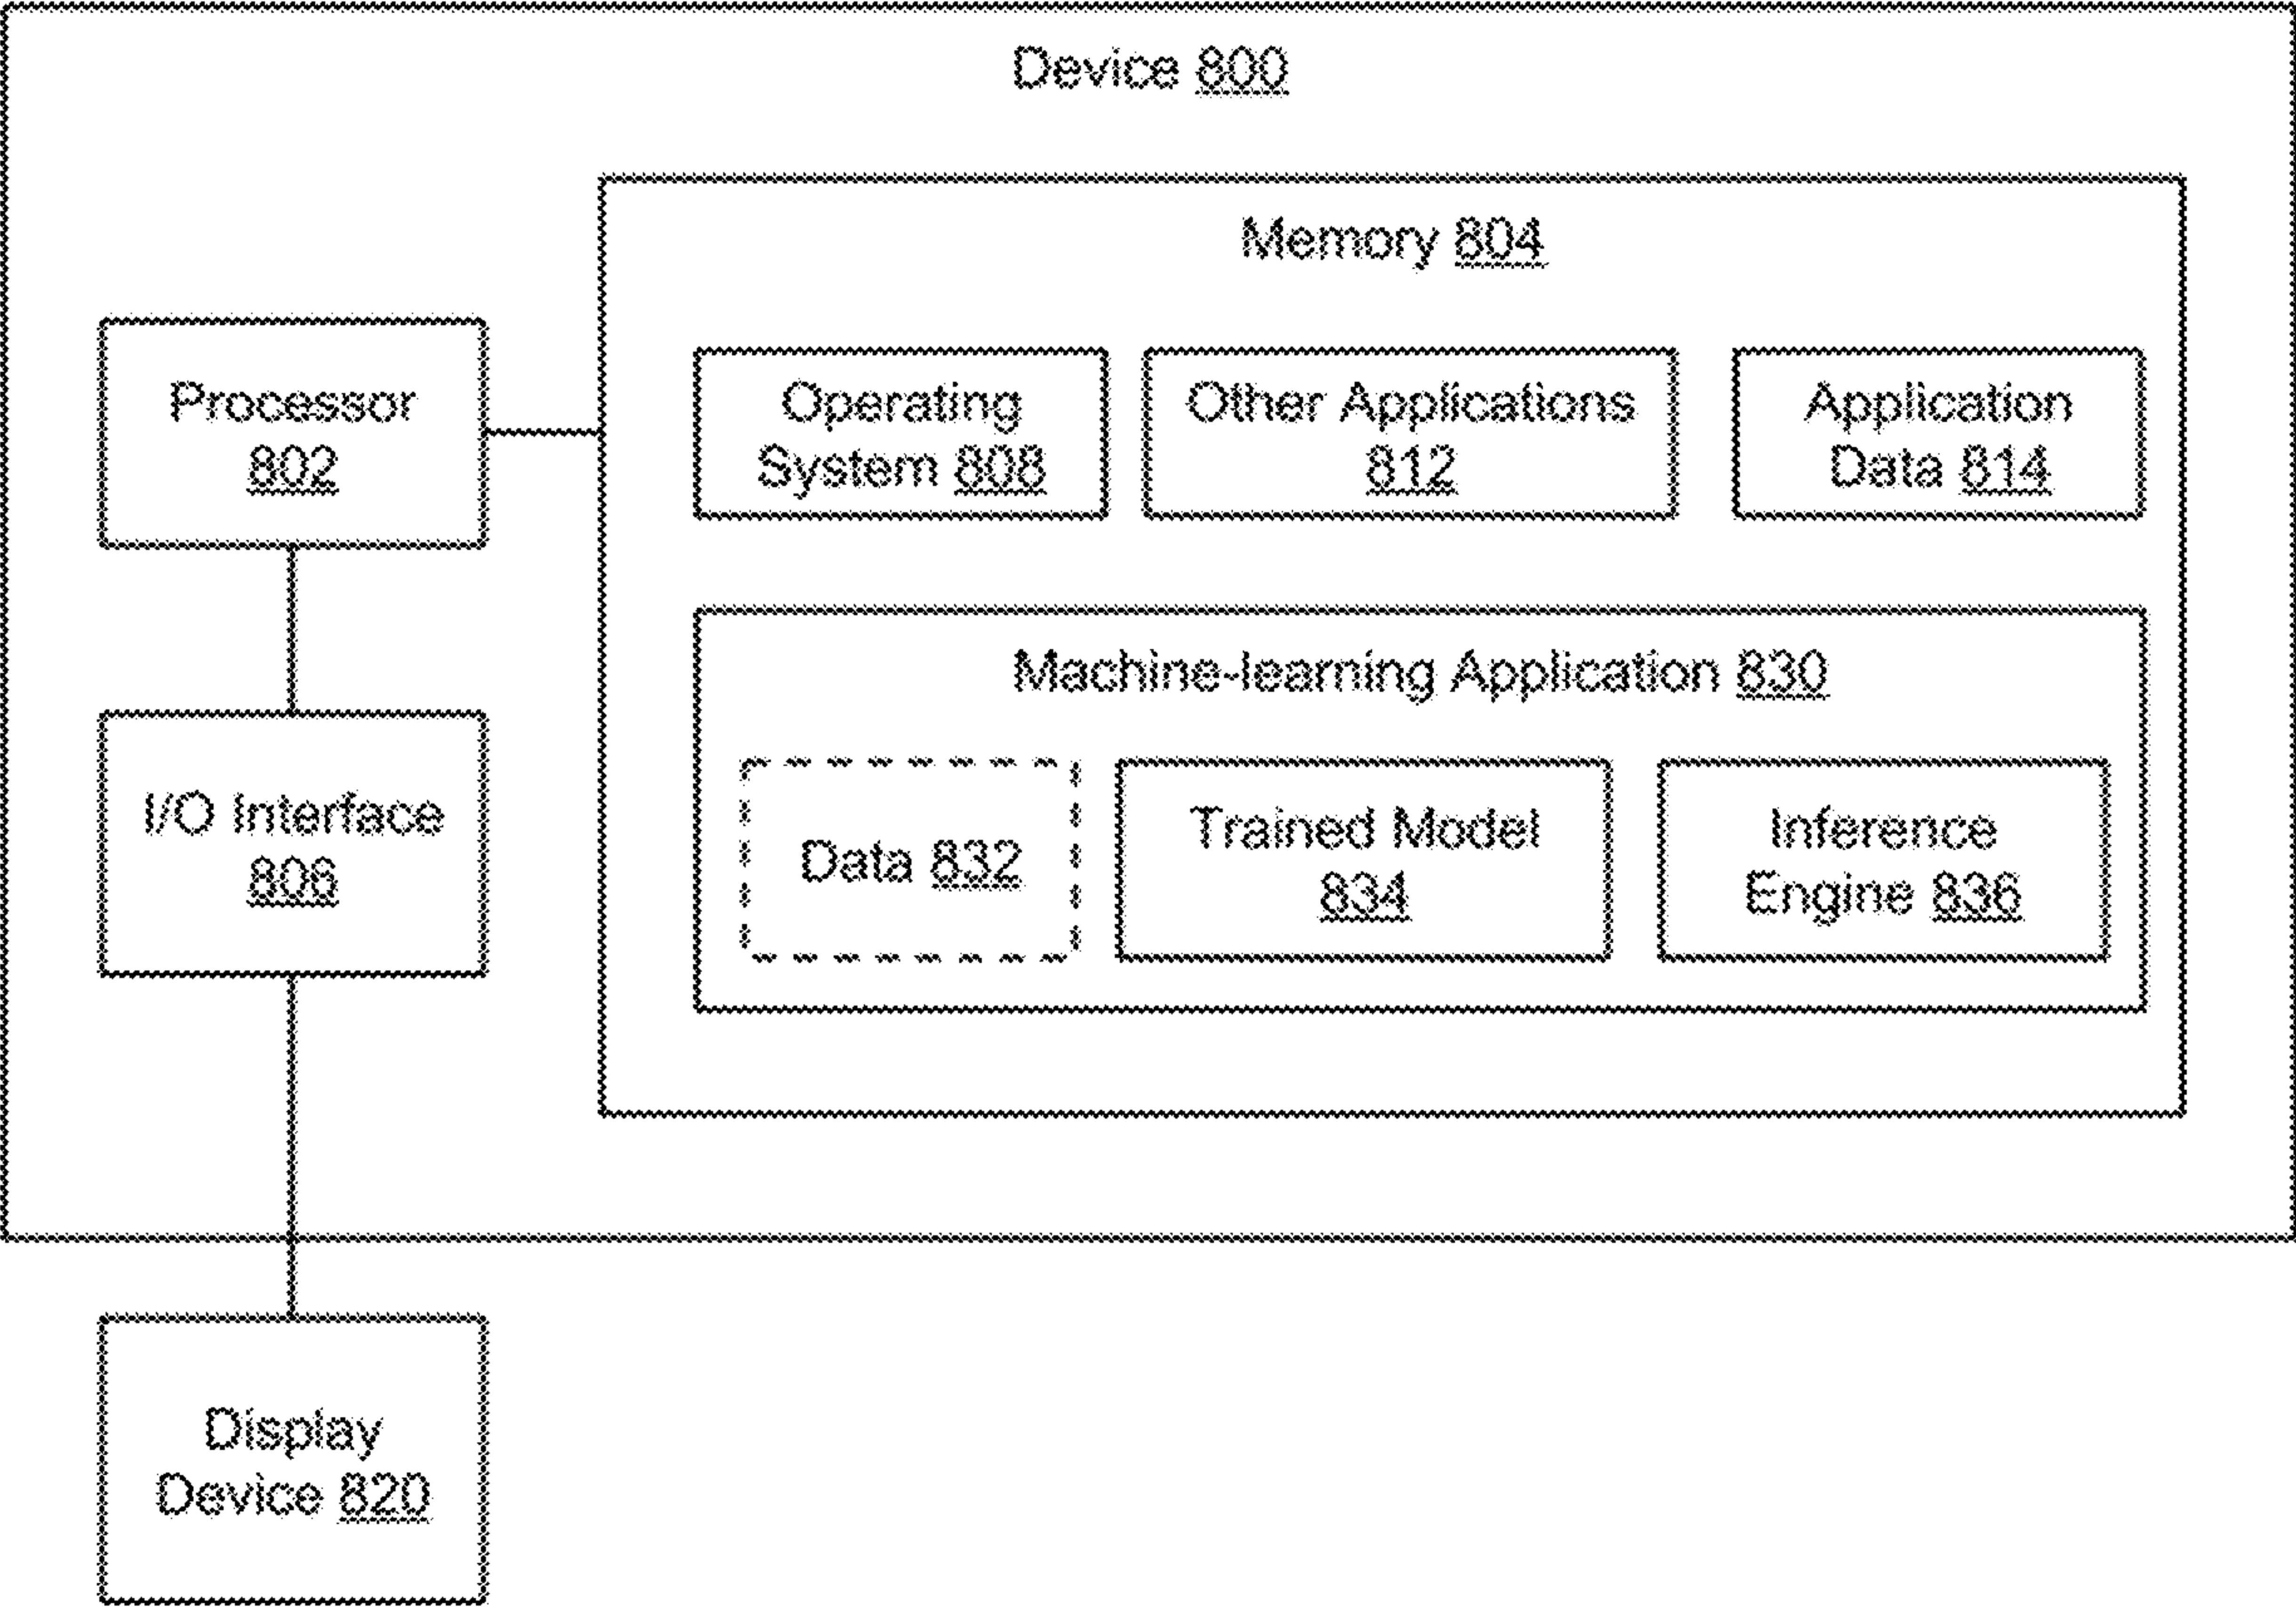 Device 800
Memory 804
Processor
802
Operating
System 808
Other Applications
812
Application
Data 814
Machine-learning Application 830
I/O Interface
806
Data 832
Trained Model
834
Inference
Engine 836
Display
Device 820